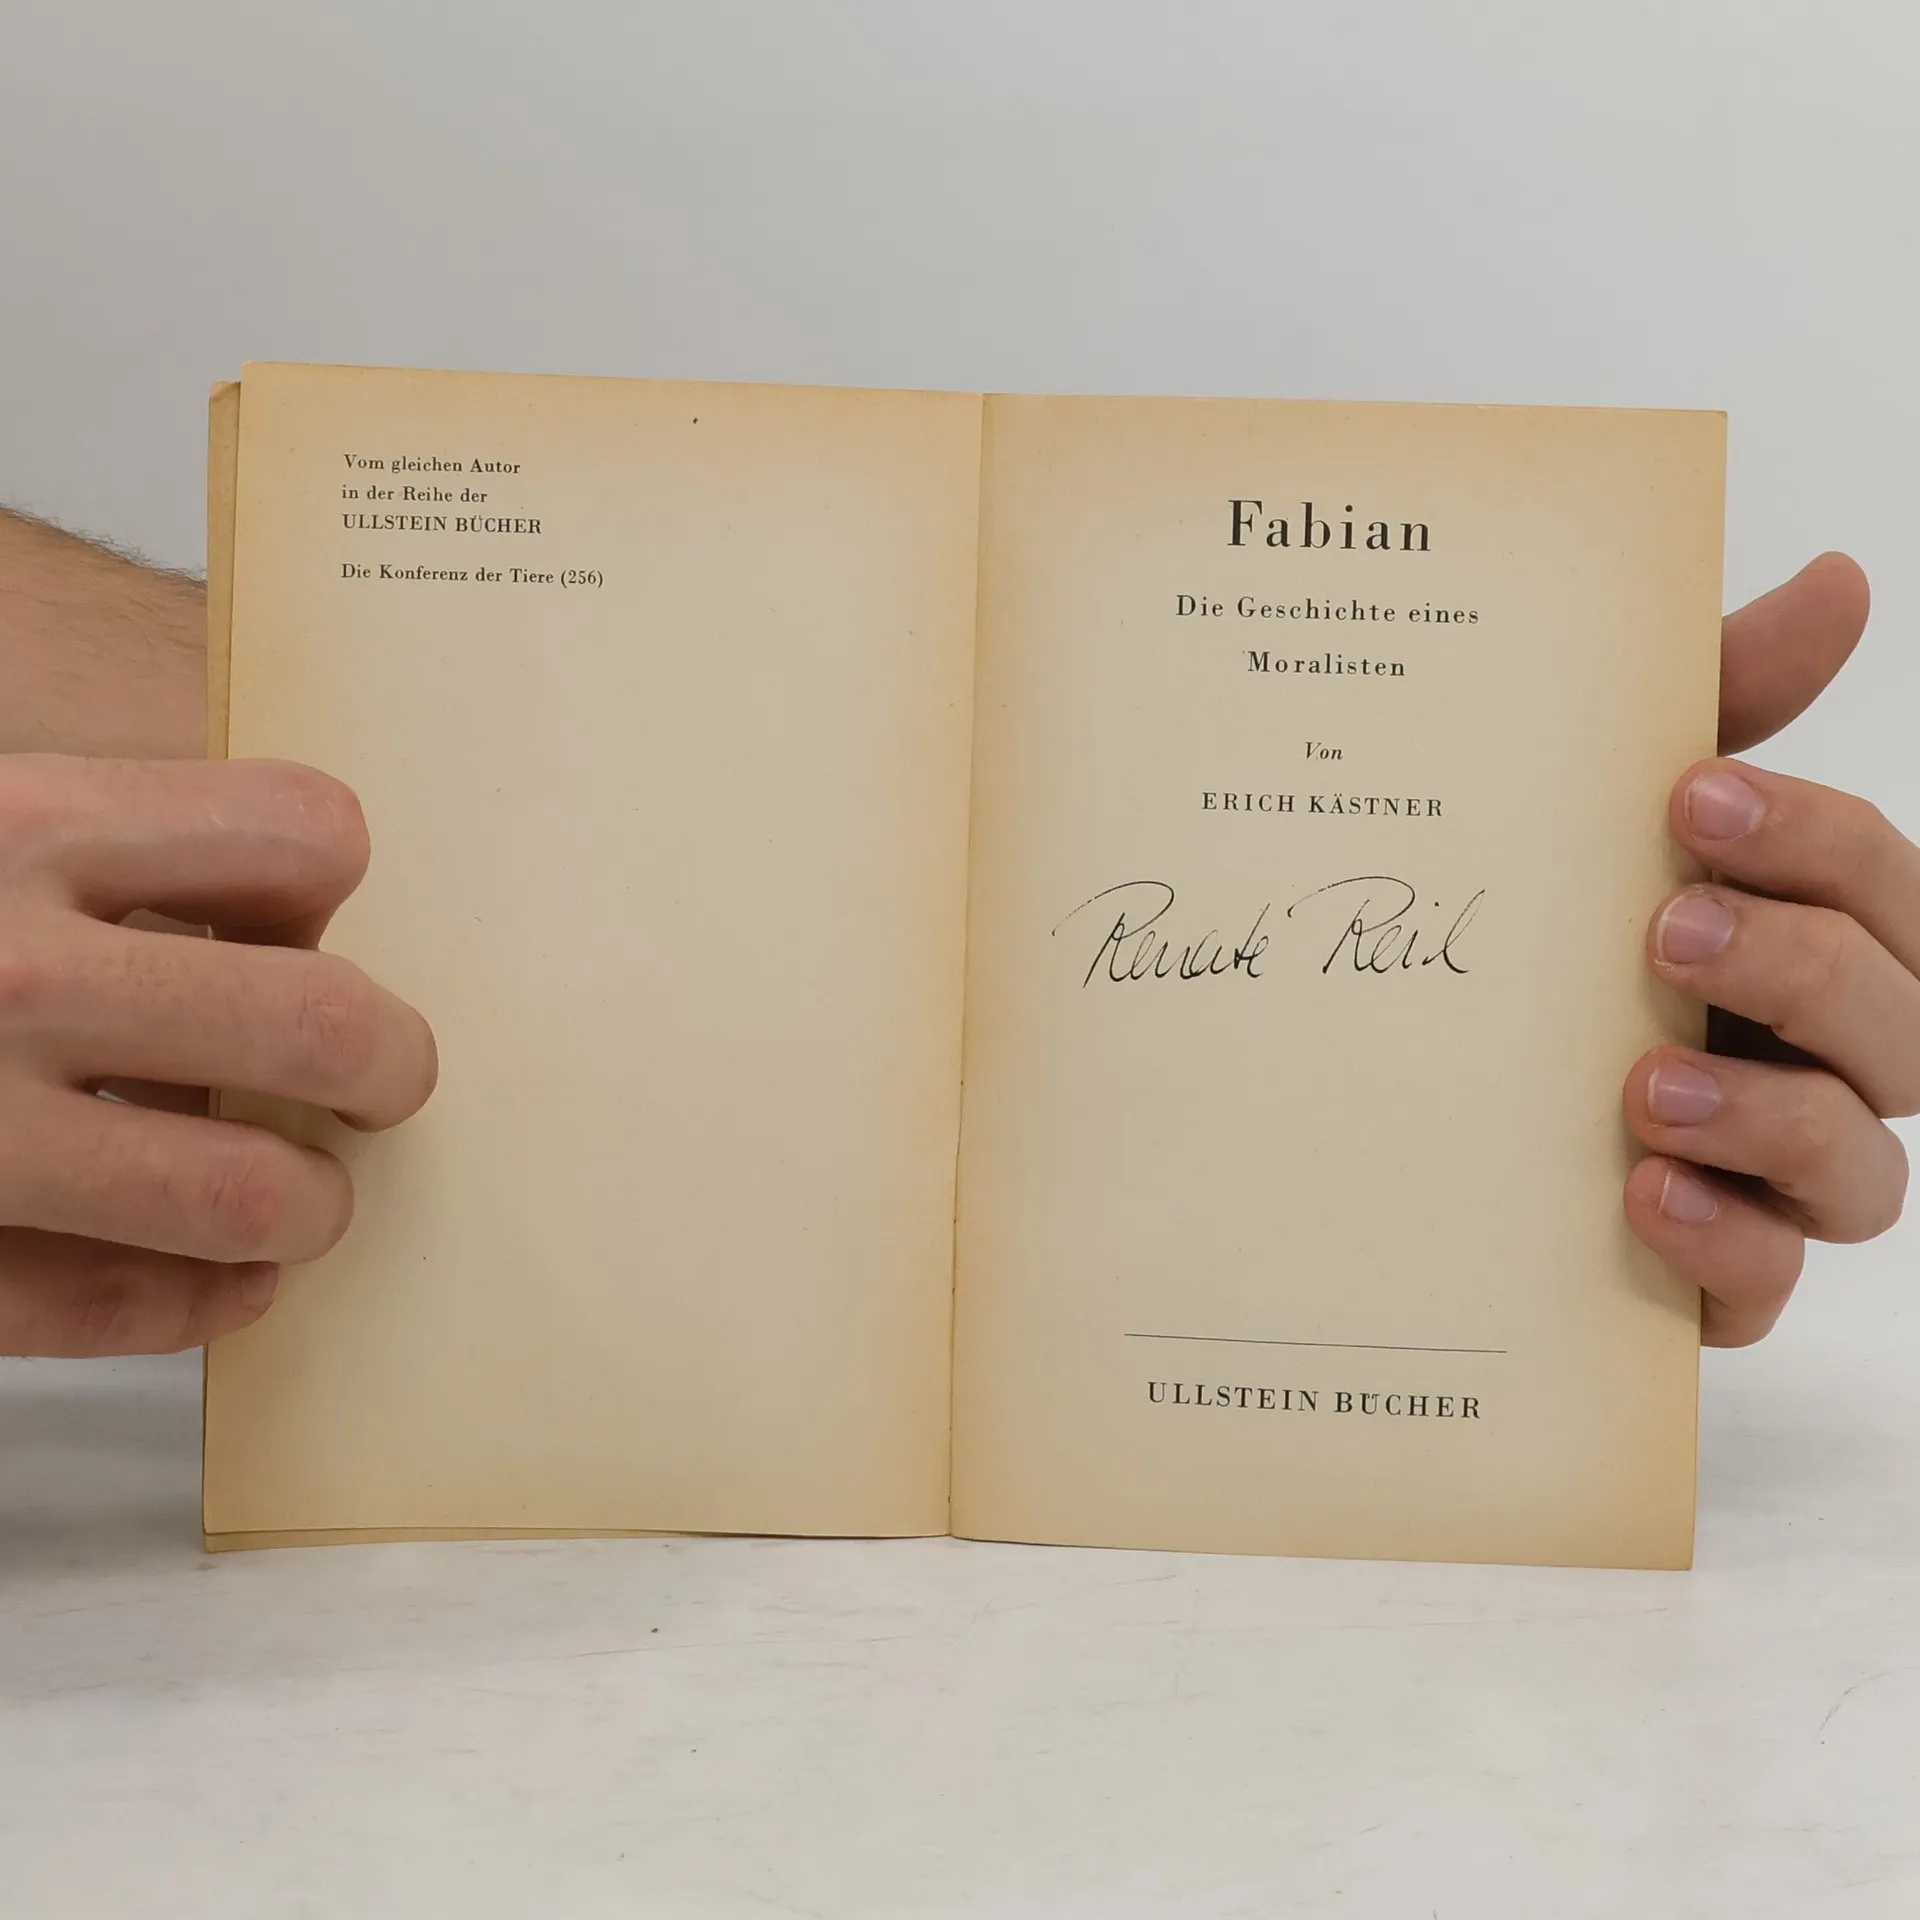 Vom gleichen Autor
in der Reihe der
ULLSTEIN BÜCHER
Die Konferenz der Tiere (256)
Fabian
Die Geschichte eines
Moralisten
Von
ERICH KÄSTNER
Renate Reil
ULLSTEIN BÜCHER